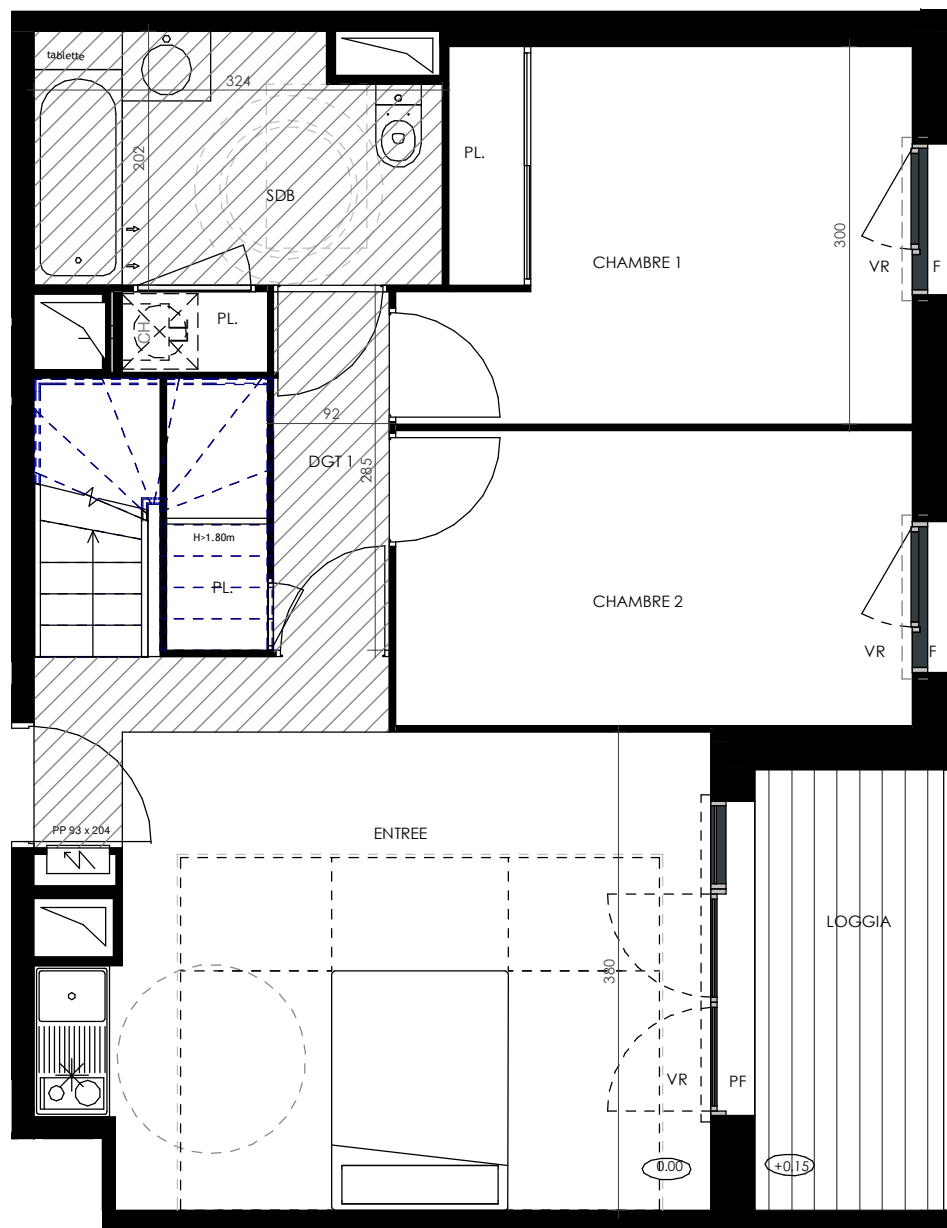 tablette
324
202
SDB
PL.
CHAMBRE 1
300
VR
F
CH
LL
PL.
92
DGT 1
285
H>1.80m
PL.
CHAMBRE 2
VR
F
PP 93 x 204
ENTREE
LOGGIA
380
VR
PF
0.00
+0.15